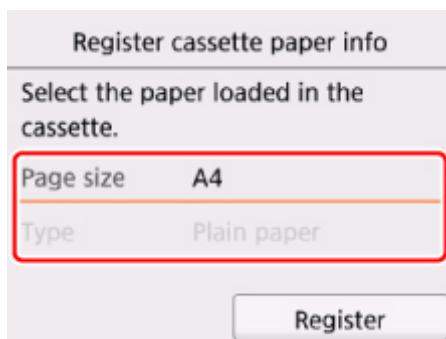 Register cassette paper info
Select the paper loaded in the
cassette.
Page size A4
Type Plain paper
Register